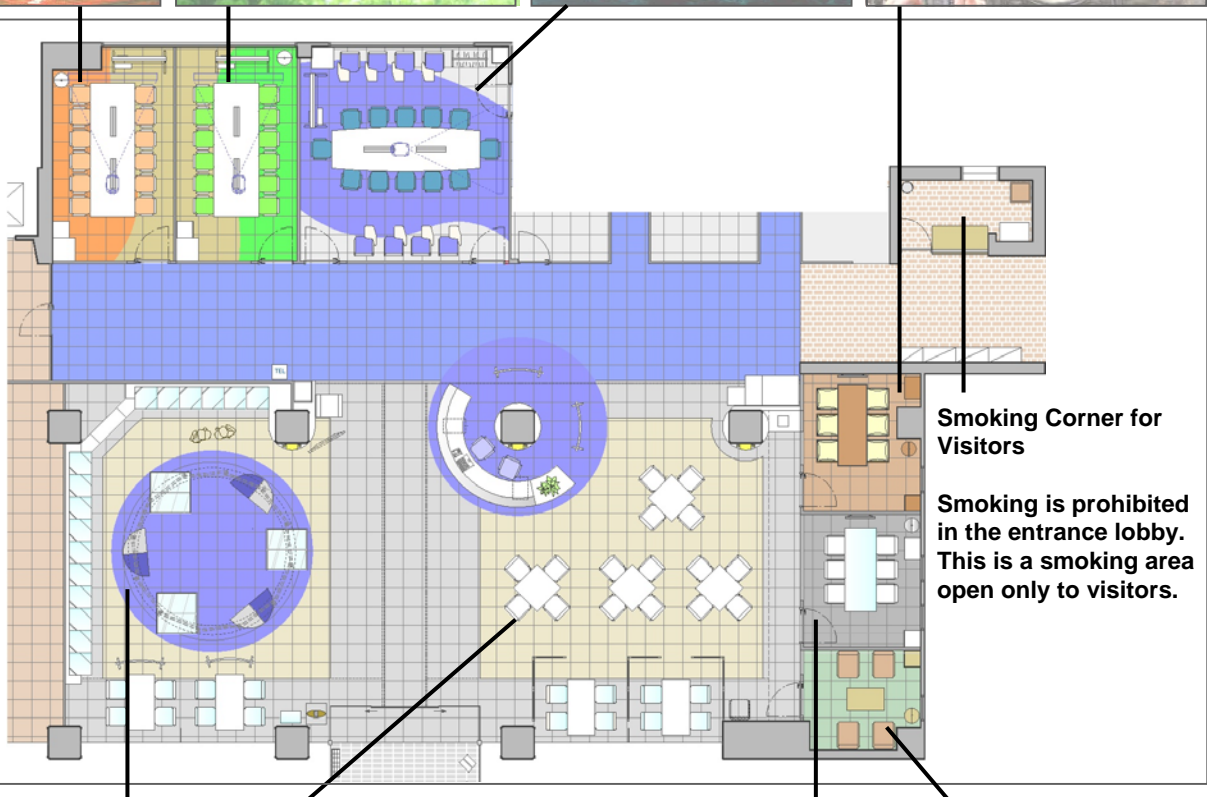 TEL
Smoking Corner for
Visitors
Smoking is prohibited
in the entrance lobby.
This is a smoking area
open only to visitors.